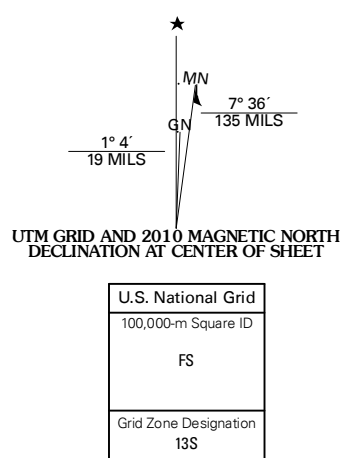 MN
7° 36´
135 MILS
GN
1° 4´
19 MILS
UTM GRID AND 2010 MAGNETIC NORTH
DECLINATION AT CENTER OF SHEET
U.S. National Grid
100,000-m Square ID
FS
Grid Zone Designation
13S